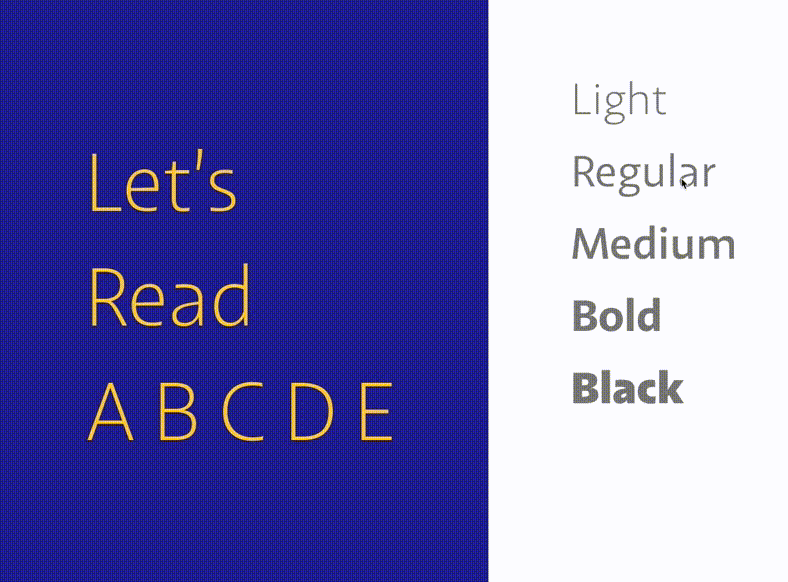 Let's
Read
A B C D E
Light
Regular
Medium
Bold
Black